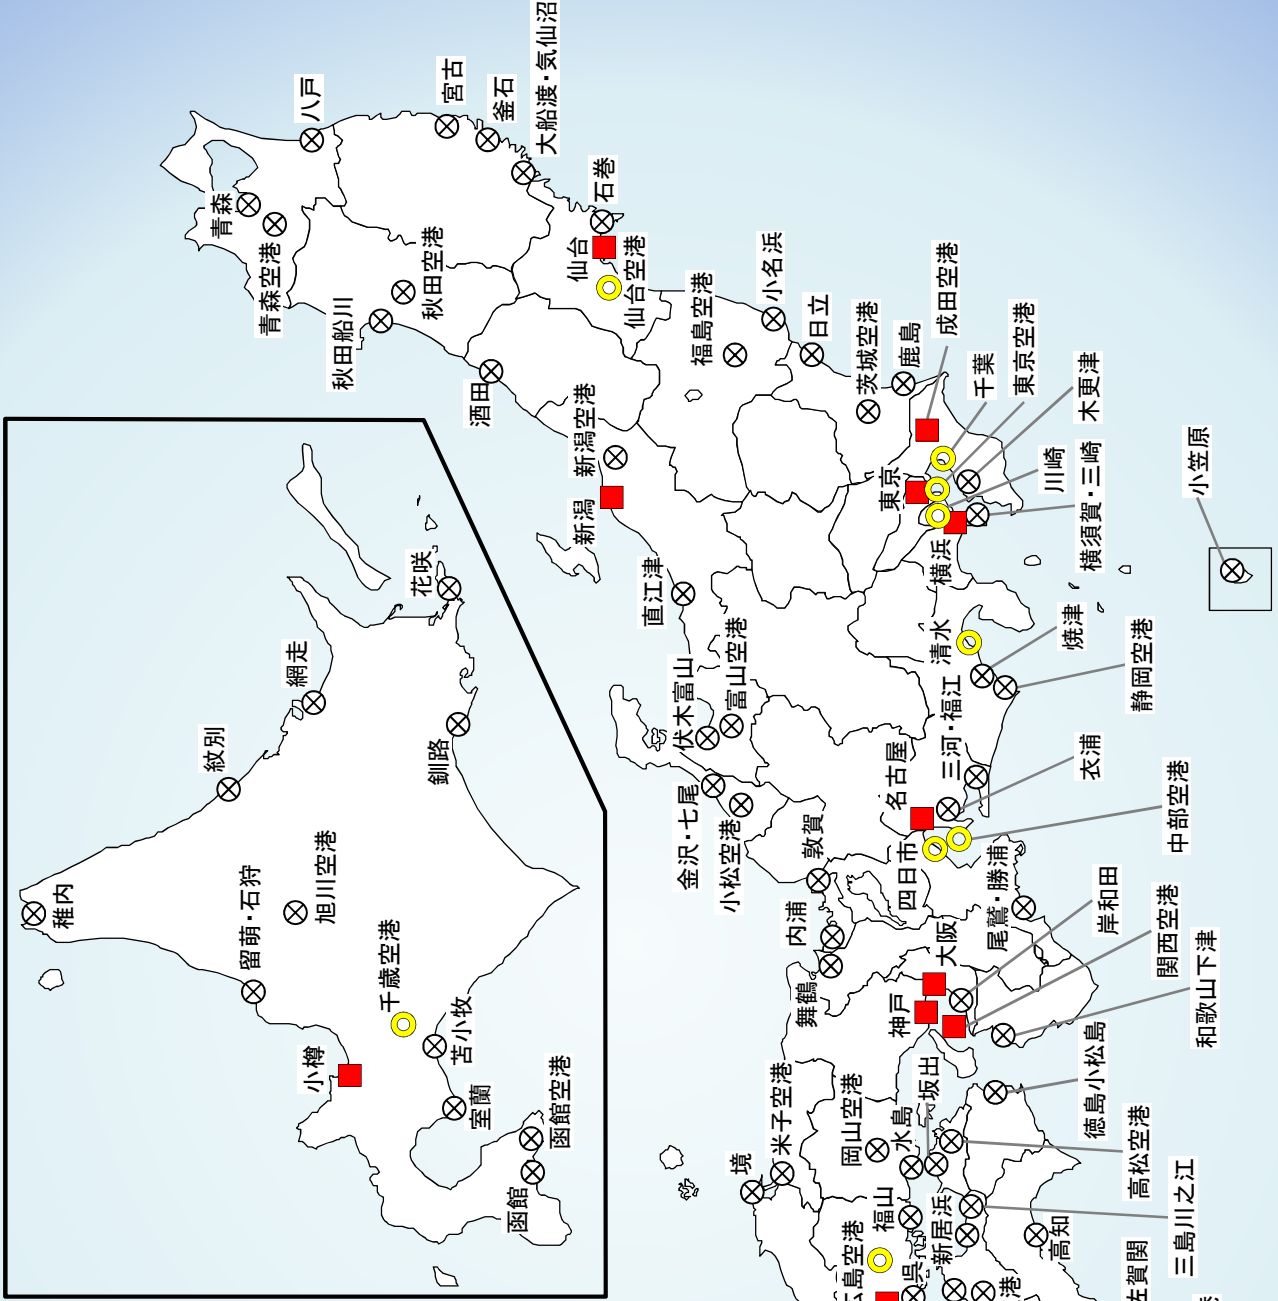 稚内
留萌・石狩
旭川空港
紋別
網走
花咲
釧路
千歳空港
苫小牧
小樽
室蘭
函館
函館空港
青森
青森空港
八戸
宮古
釜石
大船渡・気仙沼
秋田船川
秋田空港
石巻
仙台
仙台空港
酒田
福島空港
小名浜
日立
茨城空港
鹿島
成田空港
千葉
東京空港
木更津
川崎
横須賀・三崎
東京
横浜
新潟
新潟空港
直江津
伏木富山
富山空港
金沢・七尾
小松空港
敦賀
内浦
舞鶴
清水
焼津
静岡空港
三河・福江
衣浦
名古屋
中部空港
四日市
尾鷲・勝浦
大阪
神戸
岸和田
関西空港
和歌山下津
小笠原
境
米子空港
岡山空港
水島
坂出
徳島小松島
高松空港
三島川之江
福山
新居浜
高知
広島空港
呉
佐賀関
港